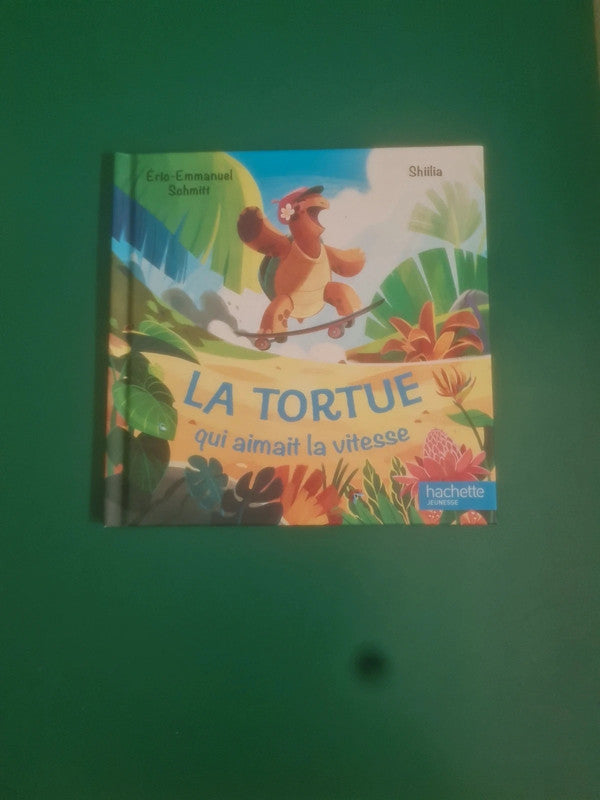 Éric-Emmanuel
Schmitt
Shiilia
LA TORTUE
qui aimait la vitesse
hachette
JEUNESSE